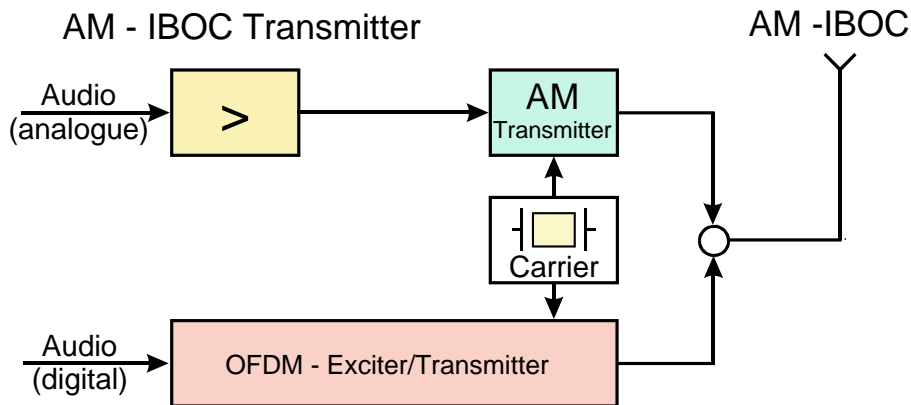 AM - IBOC Transmitter
AM -IBOC
Audio
(analogue)
>
AM
Transmitter
Carrier
Audio
(digital)
OFDM - Exciter/Transmitter